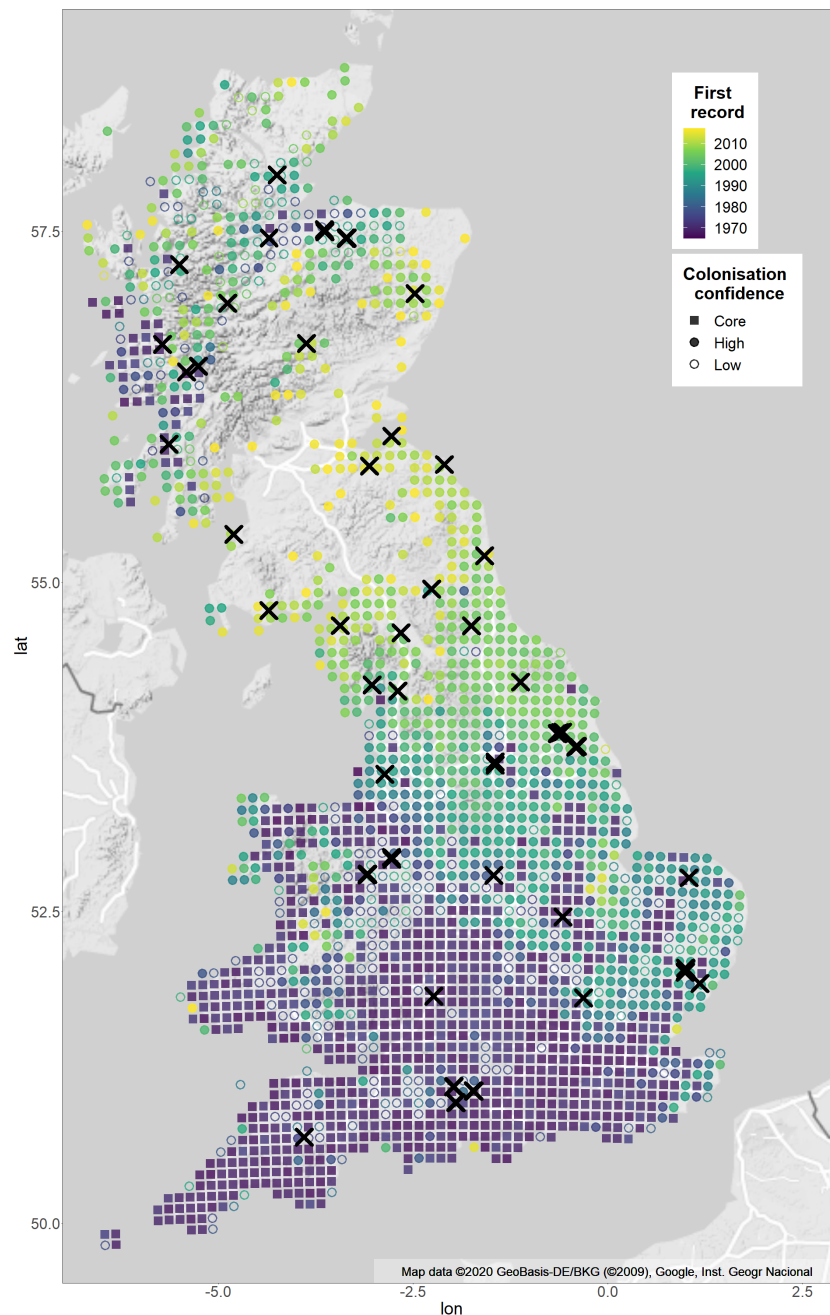 First
record
2010
2000
1990
1980
1970
Colonisation
confidence
Core
High
Low
57.5
55.0
52.5
50.0
lat
Map data ©2020 GeoBasis-DE/BKG (©2009), Google, Inst. Geogr Nacional
-5.0
-2.5
0.0
2.5
lon